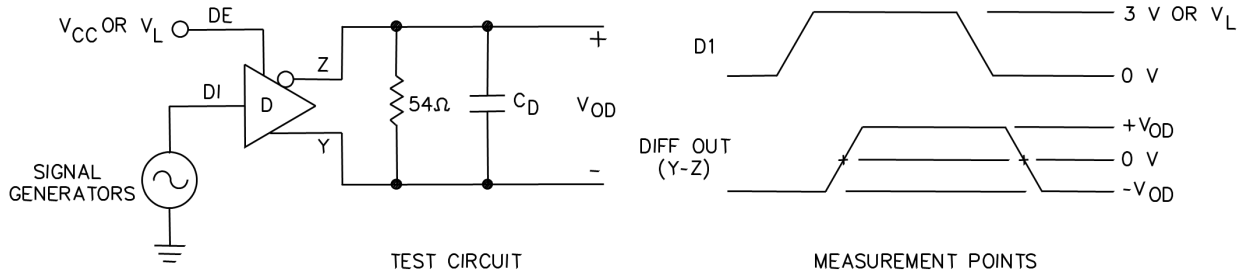 V_CC OR V_L
DE
Z
+
DI
D
54Ω
C_D
V_OD
Y
-
SIGNAL
GENERATORS
TEST CIRCUIT
3 V OR V_L
D1
0 V
+V_OD
DIFF OUT
(Y-Z)
0 V
-V_OD
MEASUREMENT POINTS